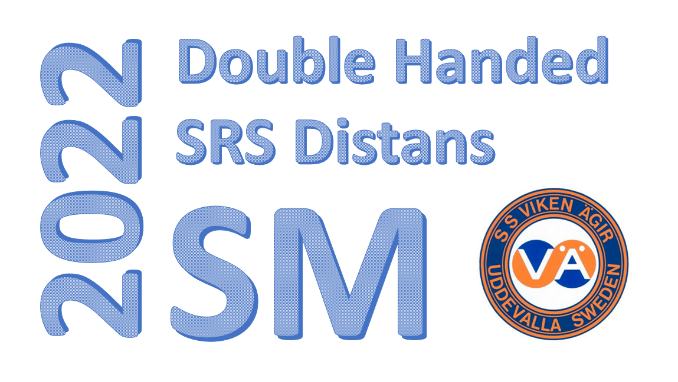 2022
Double Handed
SRS Distans
SM
S S VIKEN ÄGIR
VÄ
UDDEVALLA SWEDEN